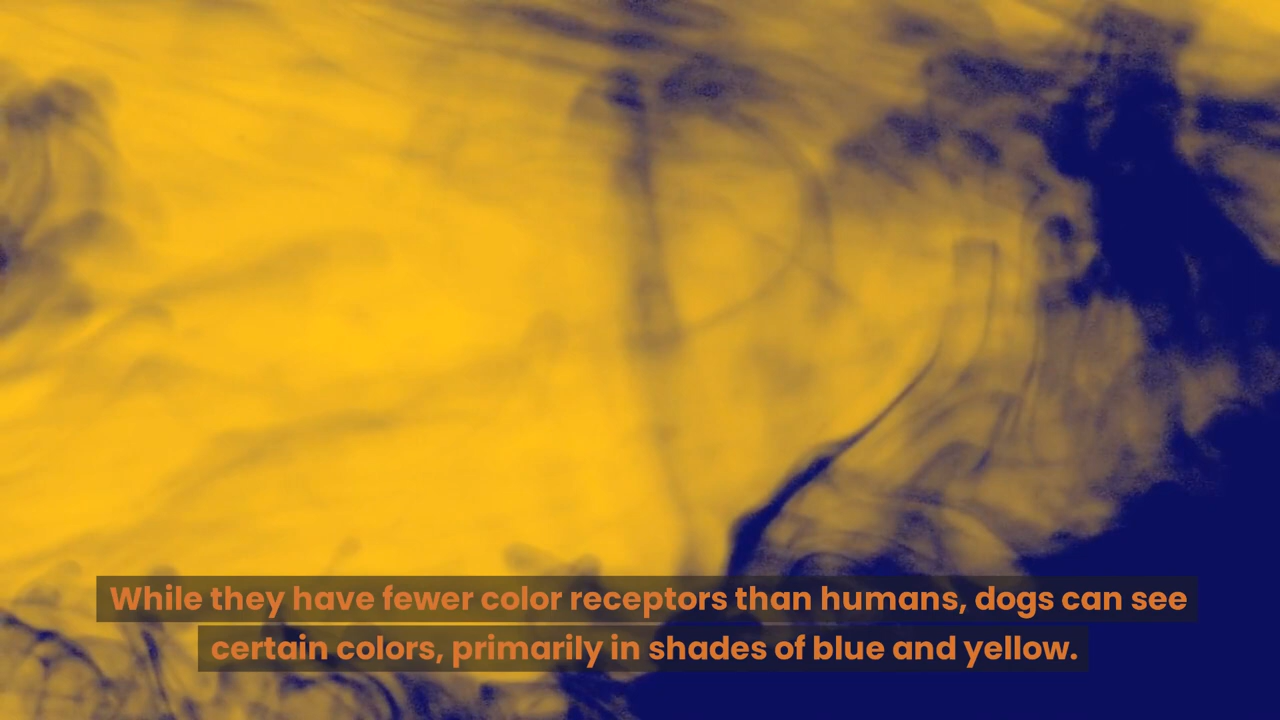 While they have fewer color receptors than humans, dogs can see
certain colors, primarily in shades of blue and yellow.